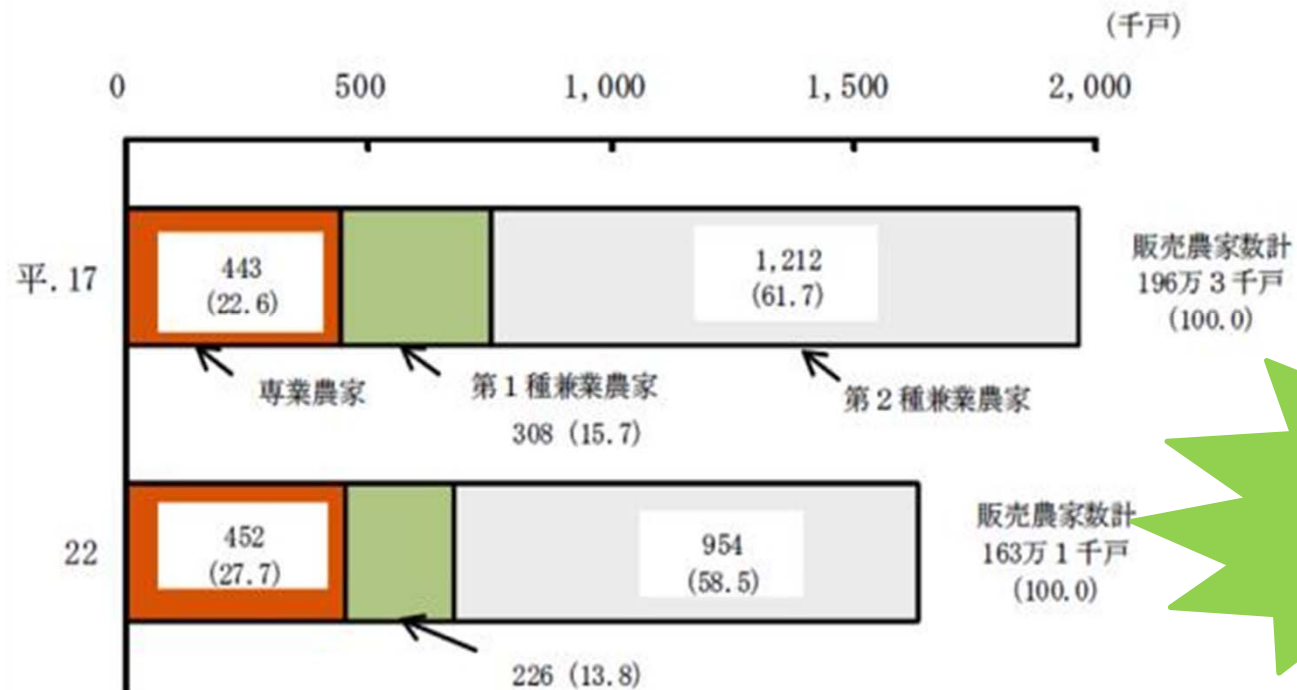 (千戸)
0 500 1,000 1,500 2,000
平.17
443
(22.6)
1,212
(61.7)
販売農家数計
196万3千戸
(100.0)
専業農家
第1種兼業農家
308 (15.7)
第2種兼業農家
22
452
(27.7)
954
(58.5)
販売農家数計
163万1千戸
(100.0)
226 (13.8)